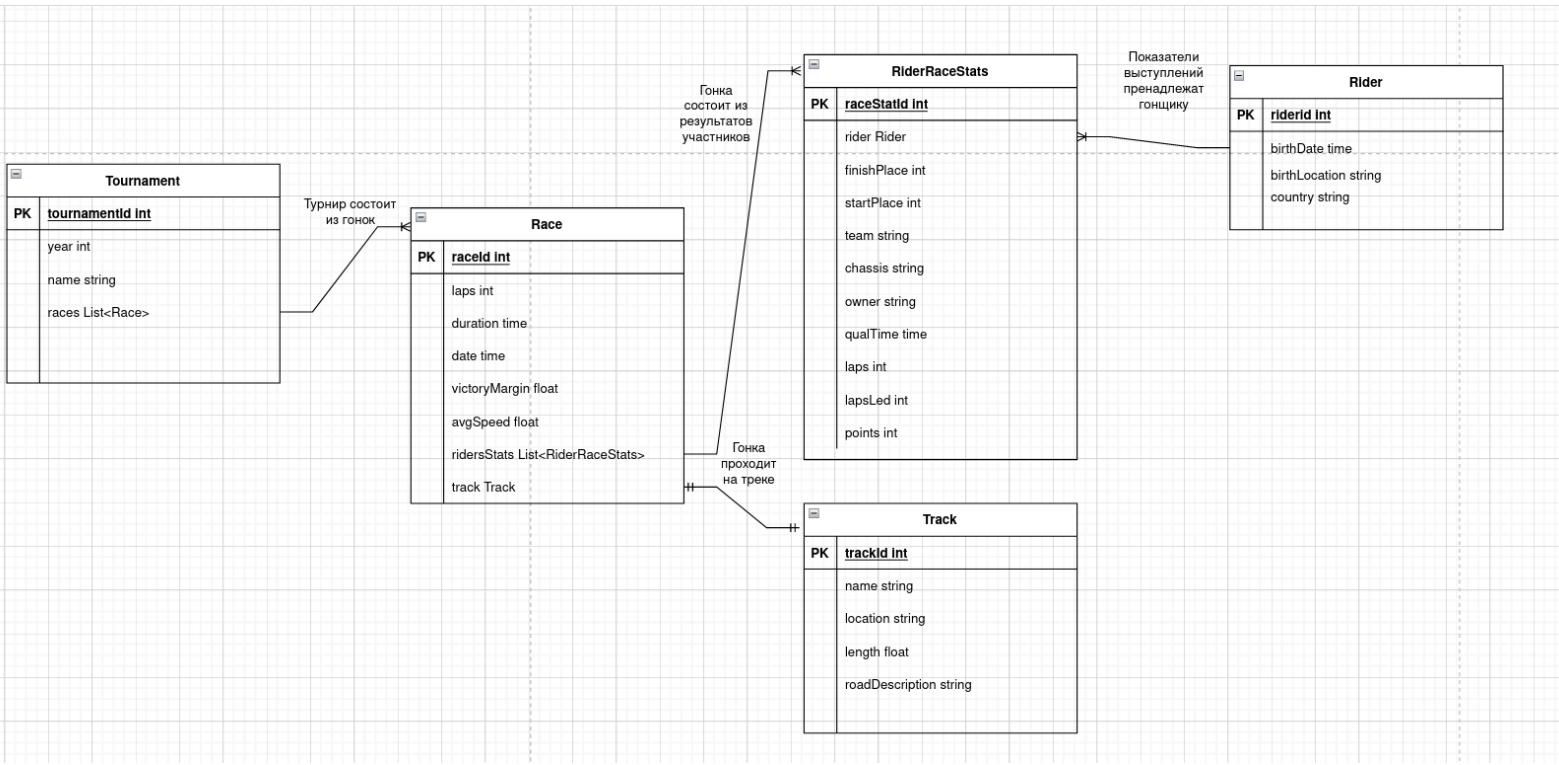 Tournament
PK tournamentId int
year int
name string
races List<Race>
Турнир состоит
из гонок
Race
PK raceId int
laps int
duration time
date time
victoryMargin float
avgSpeed float
ridersStats List<RiderRaceStats>
track Track
Гонка
состоит из
результатов
участников
Гонка
проходит
на треке
RiderRaceStats
PK raceStatId int
rider Rider
finishPlace int
startPlace int
team string
chassis string
owner string
qualTime time
laps int
lapsLed int
points int
Track
PK trackId int
name string
location string
length float
roadDescription string
Показатели
выступлений
пренадлежат
гонщику
Rider
PK riderId int
birthDate time
birthLocation string
country string